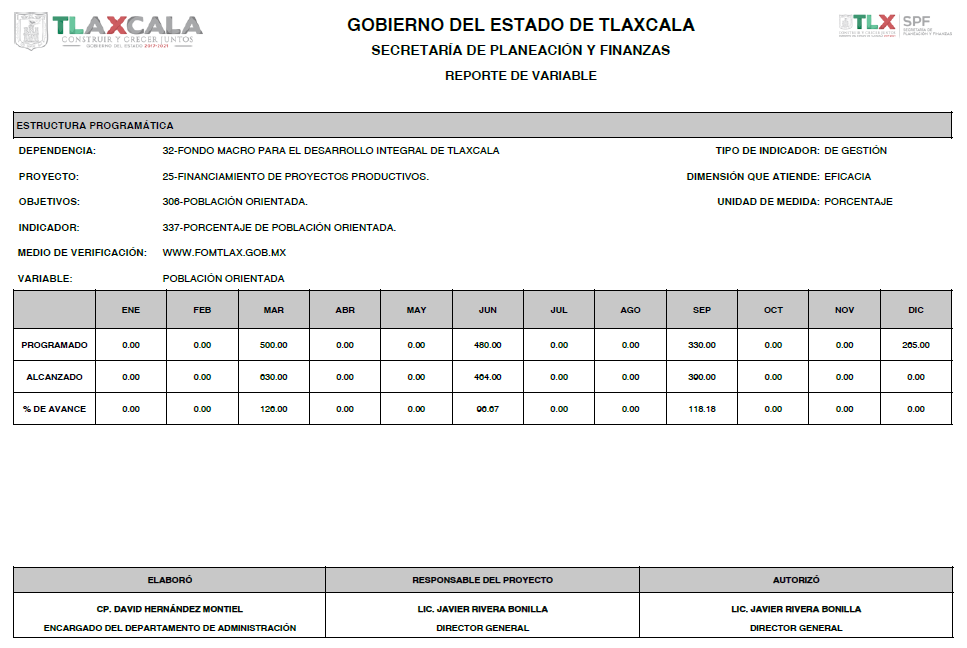 TLAXCALA
CONSTRUIR Y CRECER JUNTOS
GOBIERNO DEL ESTADO 2017-2021
GOBIERNO DEL ESTADO DE TLAXCALA
SECRETARÍA DE PLANEACIÓN Y FINANZAS
REPORTE DE VARIABLE
TLX SPF
SECRETARÍA DE
PLANEACIÓN Y FINANZAS
ESTRUCTURA PROGRAMÁTICA
DEPENDENCIA: 32-FONDO MACRO PARA EL DESARROLLO INTEGRAL DE TLAXCALA TIPO DE INDICADOR: DE GESTIÓN
PROYECTO: 25-FINANCIAMIENTO DE PROYECTOS PRODUCTIVOS. DIMENSIÓN QUE ATIENDE: EFICACIA
OBJETIVOS: 306-POBLACIÓN ORIENTADA. UNIDAD DE MEDIDA: PORCENTAJE
INDICADOR: 337-PORCENTAJE DE POBLACIÓN ORIENTADA.
MEDIO DE VERIFICACIÓN: WWW.FOMTLAX.GOB.MX
VARIABLE: POBLACIÓN ORIENTADA
ENE FEB MAR ABR MAY JUN JUL AGO SEP OCT NOV DIC
PROGRAMADO 0.00 0.00 500.00 0.00 0.00 480.00 0.00 0.00 330.00 0.00 0.00 265.00
ALCANZADO 0.00 0.00 630.00 0.00 0.00 464.00 0.00 0.00 390.00 0.00 0.00 0.00
% DE AVANCE 0.00 0.00 126.00 0.00 0.00 96.67 0.00 0.00 118.18 0.00 0.00 0.00
ELABORÓ RESPONSABLE DEL PROYECTO AUTORIZÓ
CP. DAVID HERNÁNDEZ MONTIEL LIC. JAVIER RIVERA BONILLA LIC. JAVIER RIVERA BONILLA
ENCARGADO DEL DEPARTAMENTO DE ADMINISTRACIÓN DIRECTOR GENERAL DIRECTOR GENERAL